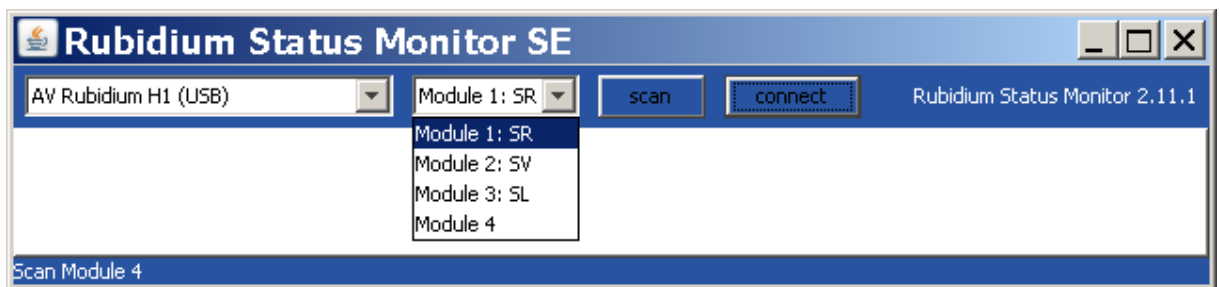 Rubidium Status Monitor SE
AV Rubidium H1 (USB) Module 1: SR scan connect Rubidium Status Monitor 2.11.1
Module 1: SR
Module 2: SV
Module 3: SL
Module 4
Scan Module 4